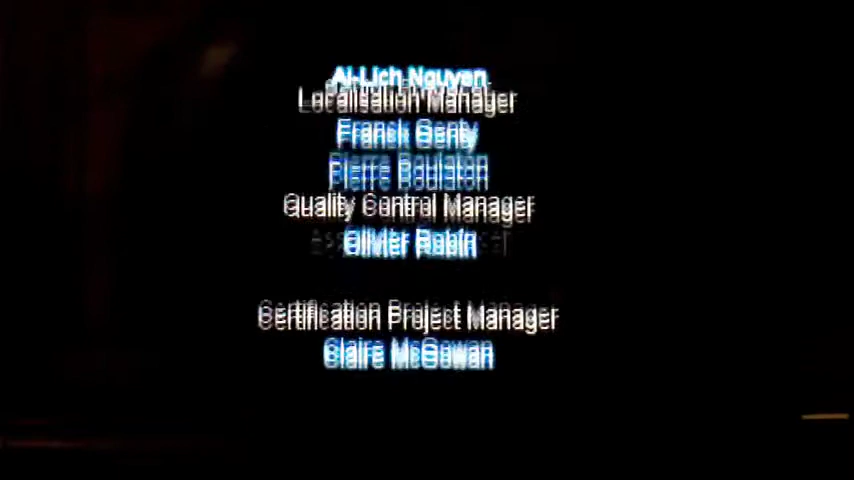 Ai-Lich Nguyen
Localisation Manager
Franck Genty
Pierre Boulaton
Quality Control Manager
Olivier Robin
Certification Project Manager
Claire McGowan